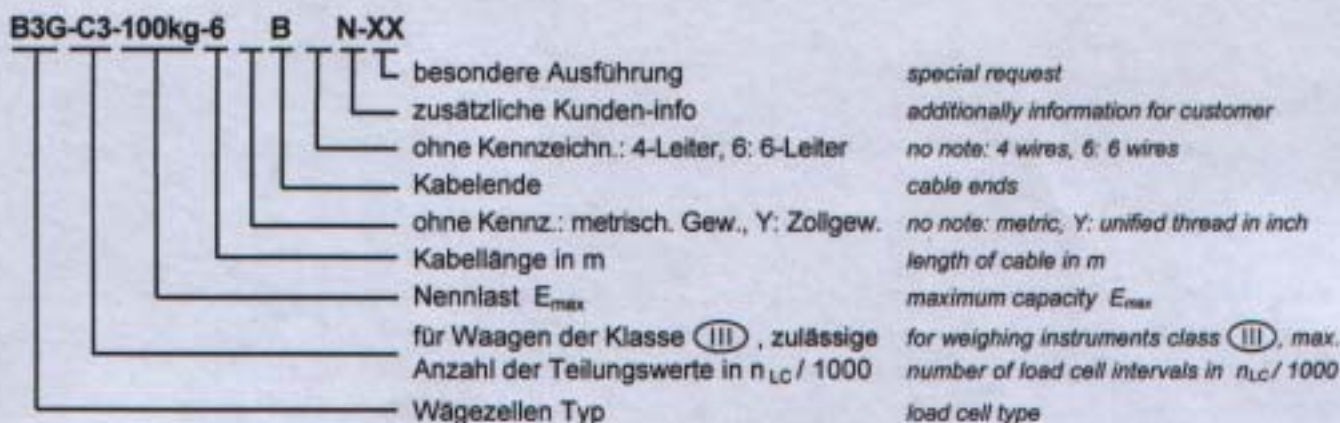 B3G-C3-100kg-6 B N-XX
besondere Ausführung special request
zusätzliche Kunden-info additionally information for customer
ohne Kennzeichn.: 4-Leiter, 6: 6-Leiter no note: 4 wires, 6: 6 wires
Kabelende cable ends
ohne Kennz.: metrisch. Gew., Y: Zollgew. no note: metric, Y: unified thread in inch
Kabellänge in m length of cable in m
Nennlast Emax maximum capacity Emax
für Waagen der Klasse III , zulässige for weighing instruments class III, max.
Anzahl der Teilungswerte in nLC / 1000 number of load cell intervals in nLC / 1000
Wägezellen Typ load cell type